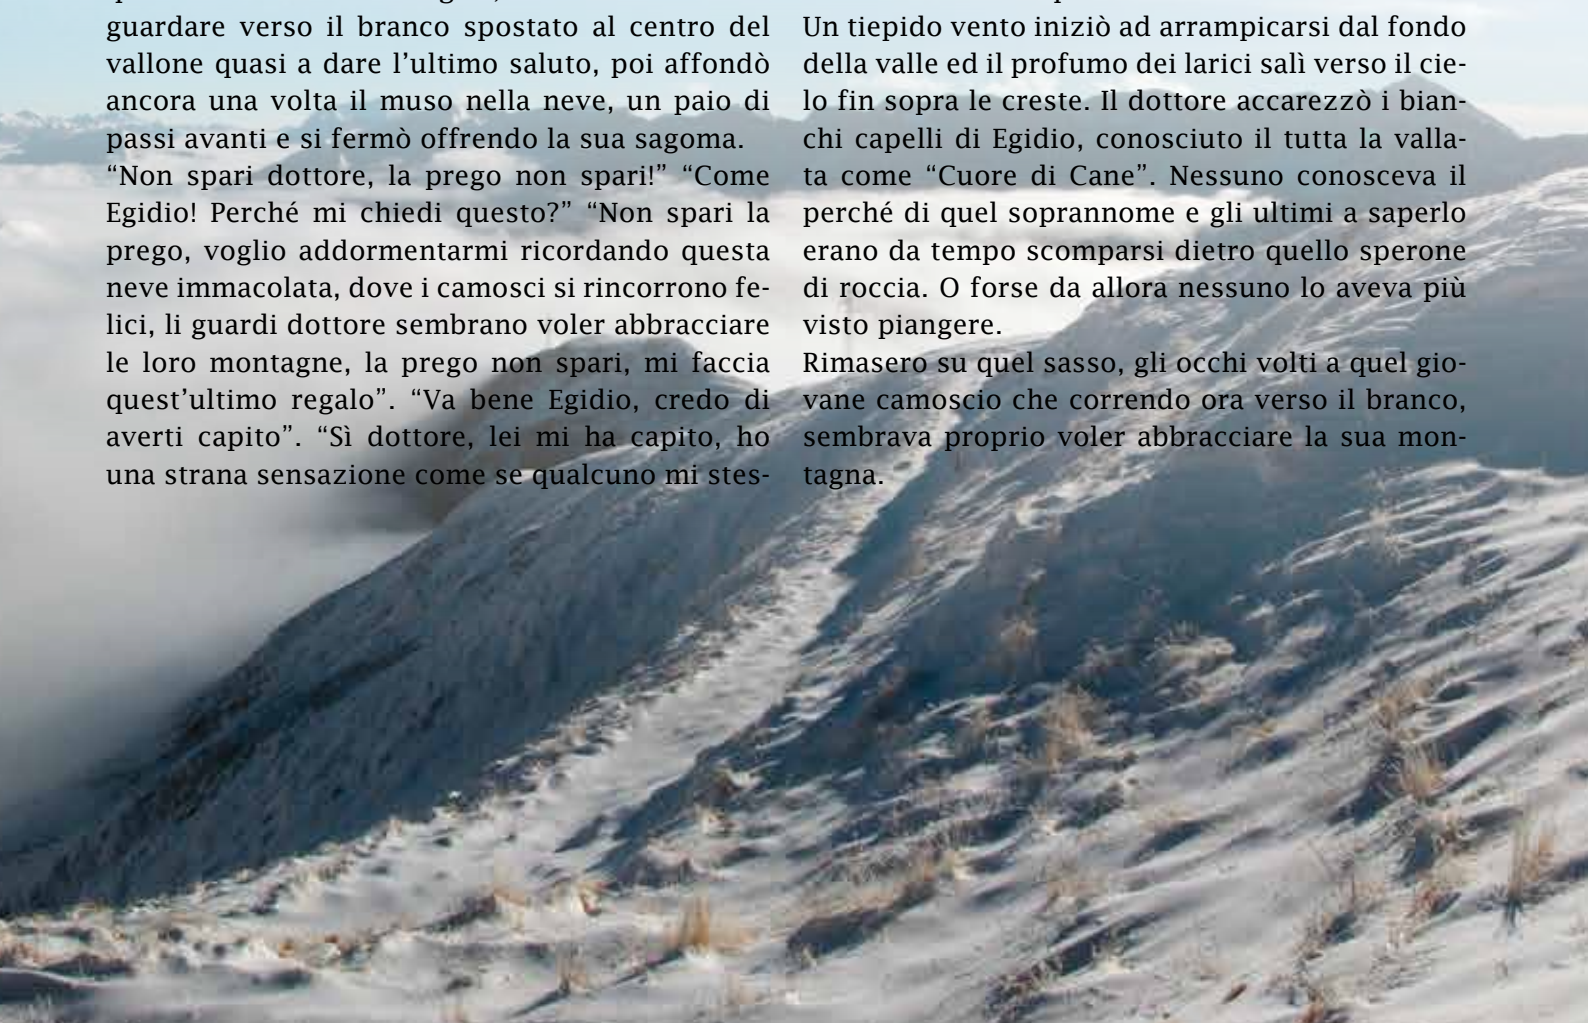 guardare verso il branco spostato al centro del
vallone quasi a dare l’ultimo saluto, poi affondò
ancora una volta il muso nella neve, un paio di
passi avanti e si fermò offrendo la sua sagoma.
“Non spari dottore, la prego non spari!” “Come
Egidio! Perché mi chiedi questo?” “Non spari la
prego, voglio addormentarmi ricordando questa
neve immacolata, dove i camosci si rincorrono fe-
lici, li guardi dottore sembrano voler abbracciare
le loro montagne, la prego non spari, mi faccia
quest’ultimo regalo”. “Va bene Egidio, credo di
averti capito”. “Sì dottore, lei mi ha capito, ho
una strana sensazione come se qualcuno mi stes-
Un tiepido vento iniziò ad arrampicarsi dal fondo
della valle ed il profumo dei larici salì verso il cie-
lo fin sopra le creste. Il dottore accarezzò i bian-
chi capelli di Egidio, conosciuto il tutta la valla-
ta come “Cuore di Cane”. Nessuno conosceva il
perché di quel soprannome e gli ultimi a saperlo
erano da tempo scomparsi dietro quello sperone
di roccia. O forse da allora nessuno lo aveva più
visto piangere.
Rimasero su quel sasso, gli occhi volti a quel gio-
vane camoscio che correndo ora verso il branco,
sembrava proprio voler abbracciare la sua mon-
tagna.